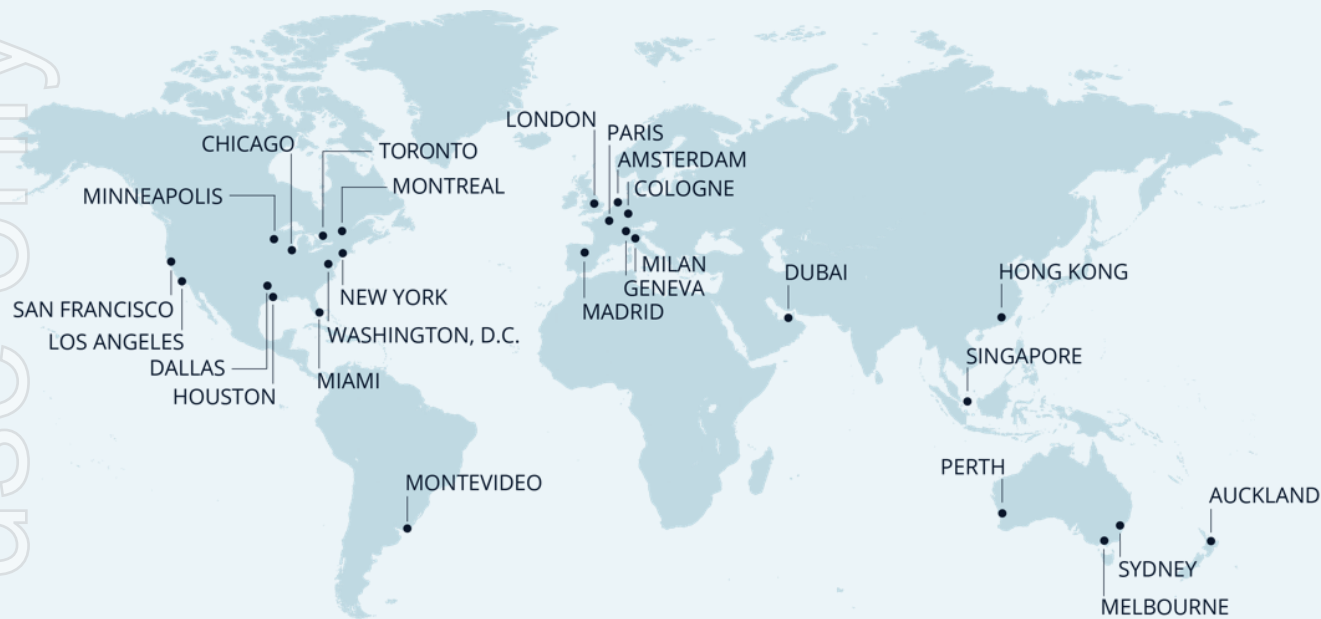 LONDON
PARIS
CHICAGO
TORONTO
AMSTERDAM
MINNEAPOLIS
MONTREAL
COLOGNE
MILAN
DUBAI
HONG KONG
GENEVA
NEW YORK
SAN FRANCISCO
MADRID
WASHINGTON, D.C.
LOS ANGELES
SINGAPORE
DALLAS
MIAMI
HOUSTON
PERTH
MONTEVIDEO
AUCKLAND
SYDNEY
MELBOURNE